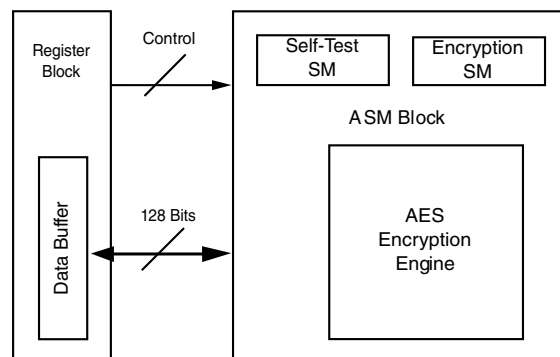 Register
Block
Control
Self-Test
SM
Encryption
SM
ASM Block
Data Buffer
128 Bits
AES
Encryption
Engine